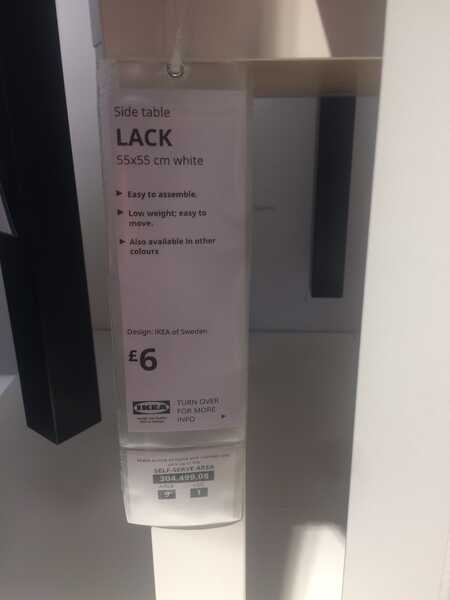 Side table
LACK
55x55 cm white
▶ Easy to assemble.
▶ Low weight; easy to
move.
▶ Also available in other
colours
Design: IKEA of Sweden
£6
IKEA
TURN OVER
FOR MORE
INFO ▶
SELF-SERVE AREA
304.499.08
9
1